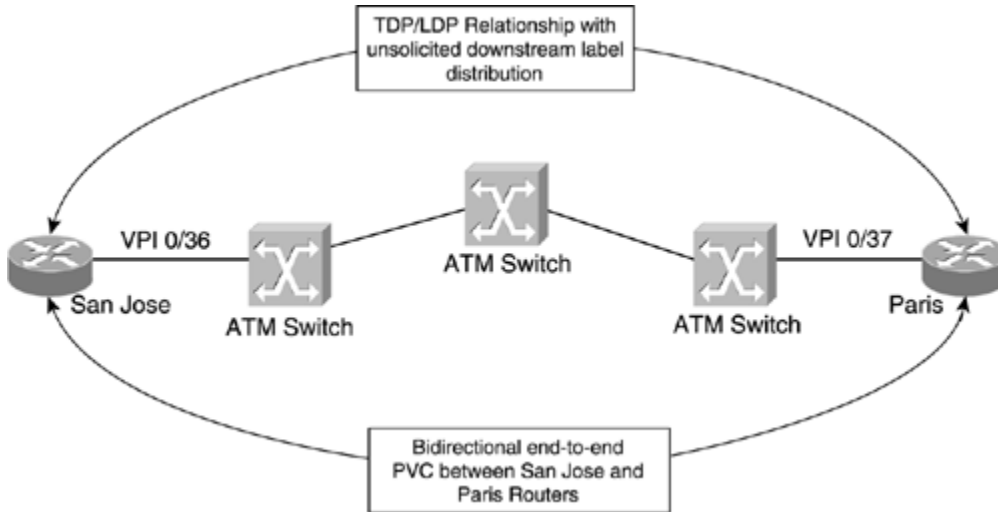 TDP/LDP Relationship with
unsolicited downstream label
distribution
VPI 0/36
VPI 0/37
ATM Switch
San Jose
Paris
ATM Switch
ATM Switch
Bidirectional end-to-end
PVC between San Jose and
Paris Routers